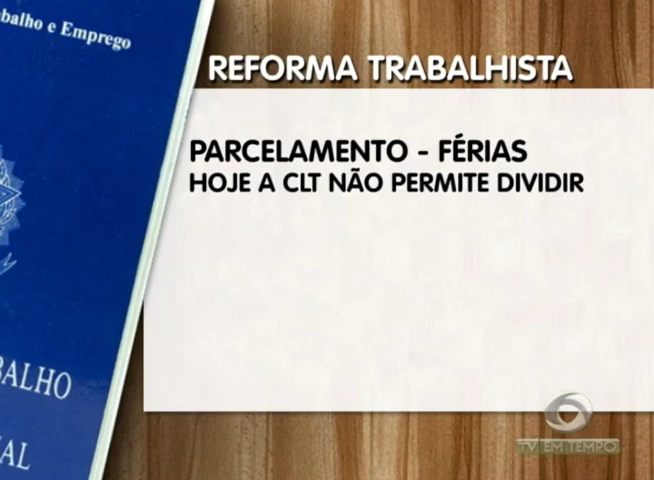 balho e Emprego
REFORMA TRABALHISTA
PARCELAMENTO - FÉRIAS
HOJE A CLT NÃO PERMITE DIVIDIR
BALHO
AL
TV EM TEMPO